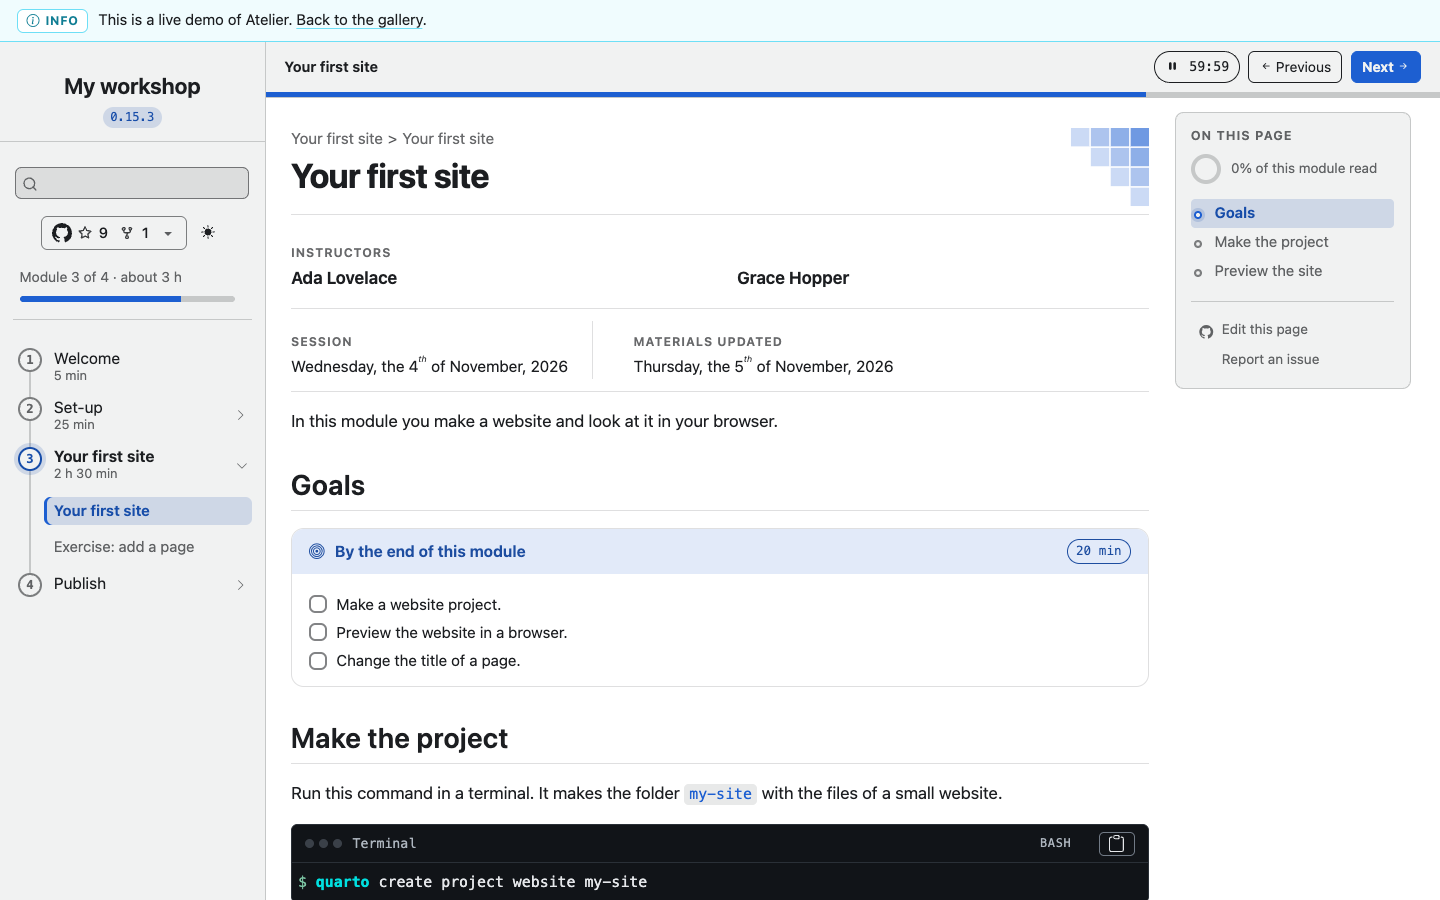 INFO This is a live demo of Atelier. Back to the gallery.
My workshop
0.15.3
9 1
Module 3 of 4 · about 3 h
1 Welcome
5 min
2 Set-up
25 min
3 Your first site
2 h 30 min
Your first site
Exercise: add a page
4 Publish
Your first site
59:59
← Previous
Next →
Your first site > Your first site
Your first site
INSTRUCTORS
Ada Lovelace Grace Hopper
SESSION
Wednesday, the 4th of November, 2026
MATERIALS UPDATED
Thursday, the 5th of November, 2026
In this module you make a website and look at it in your browser.
Goals
By the end of this module 20 min
Make a website project.
Preview the website in a browser.
Change the title of a page.
Make the project
Run this command in a terminal. It makes the folder my-site with the files of a small website.
Terminal BASH
$ quarto create project website my-site
ON THIS PAGE
0% of this module read
Goals
Make the project
Preview the site
Edit this page
Report an issue